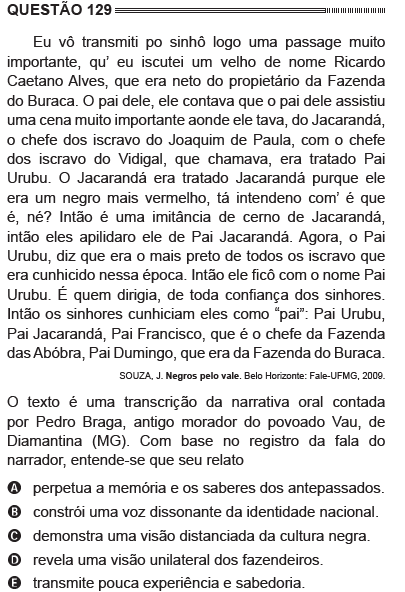 QUESTÃO 129
Eu vô transmiti po sinhô logo uma passage muito
importante, qu' eu iscutei um velho de nome Ricardo
Caetano Alves, que era neto do propietário da Fazenda
do Buraca. O pai dele, ele contava que o pai dele assistiu
uma cena muito importante aonde ele tava, do Jacarandá,
o chefe dos iscravo do Joaquim de Paula, com o chefe
dos iscravo do Vidigal, que chamava, era tratado Pai
Urubu. O Jacarandá era tratado Jacarandá purque ele
era um negro mais vermelho, tá intendeno com' é que
é, né? Intão é uma imitância de cerno de Jacarandá,
intão eles apilidaro ele de Pai Jacarandá. Agora, o Pai
Urubu, diz que era o mais preto de todos os iscravo que
era cunhicido nessa época. Intão ele ficô com o nome Pai
Urubu. É quem dirigia, de toda confiança dos sinhores.
Intão os sinhores cunhiciam eles como “pai”: Pai Urubu,
Pai Jacarandá, Pai Francisco, que é o chefe da Fazenda
das Abóbra, Pai Dumingo, que era da Fazenda do Buraca.
SOUZA, J. Negros pelo vale. Belo Horizonte: Fale-UFMG, 2009.
O texto é uma transcrição da narrativa oral contada
por Pedro Braga, antigo morador do povoado Vau, de
Diamantina (MG). Com base no registro da fala do
narrador, entende-se que seu relato
A perpetua a memória e os saberes dos antepassados.
B constrói uma voz dissonante da identidade nacional.
C demonstra uma visão distanciada da cultura negra.
D revela uma visão unilateral dos fazendeiros.
E transmite pouca experiência e sabedoria.